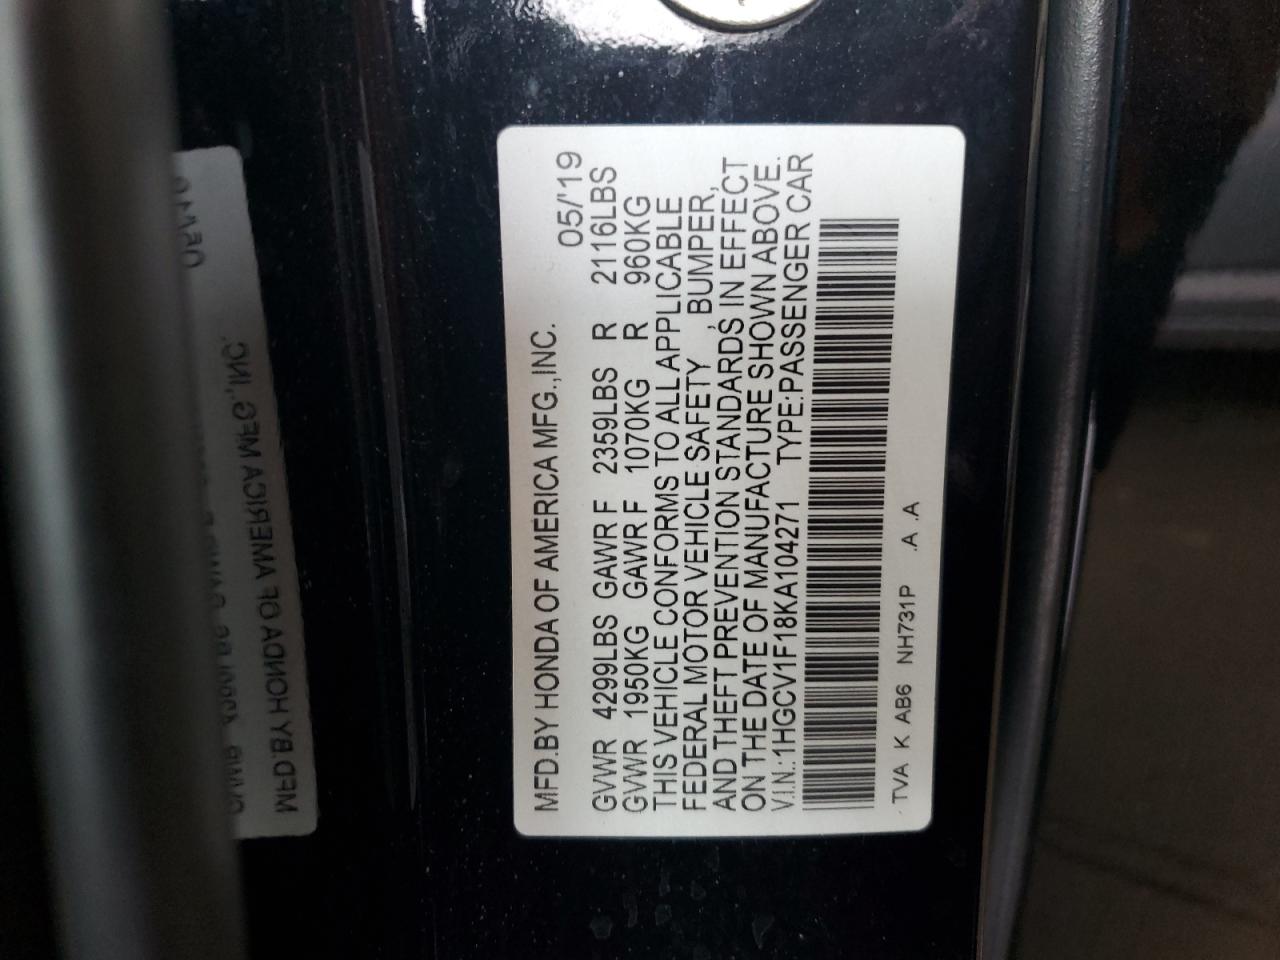 MFD.BY HONDA OF AMERICA MFG.,INC. 05/'19
GVWR 4299LBS GAWR F 2359LBS R 2116LBS
GVWR 1950KG GAWR F 1070KG R 960KG
THIS VEHICLE CONFORMS TO ALL APPLICABLE
FEDERAL MOTOR VEHICLE SAFETY, BUMPER,
AND THEFT PREVENTION STANDARDS IN EFFECT
ON THE DATE OF MANUFACTURE SHOWN ABOVE.
V.I.N.:1HGCV1F18KA104271 TYPE:PASSENGER CAR
TVA K AB6 NH731P .A .A
MFD.BY HONDA OF AMERICA MFG.,INC.